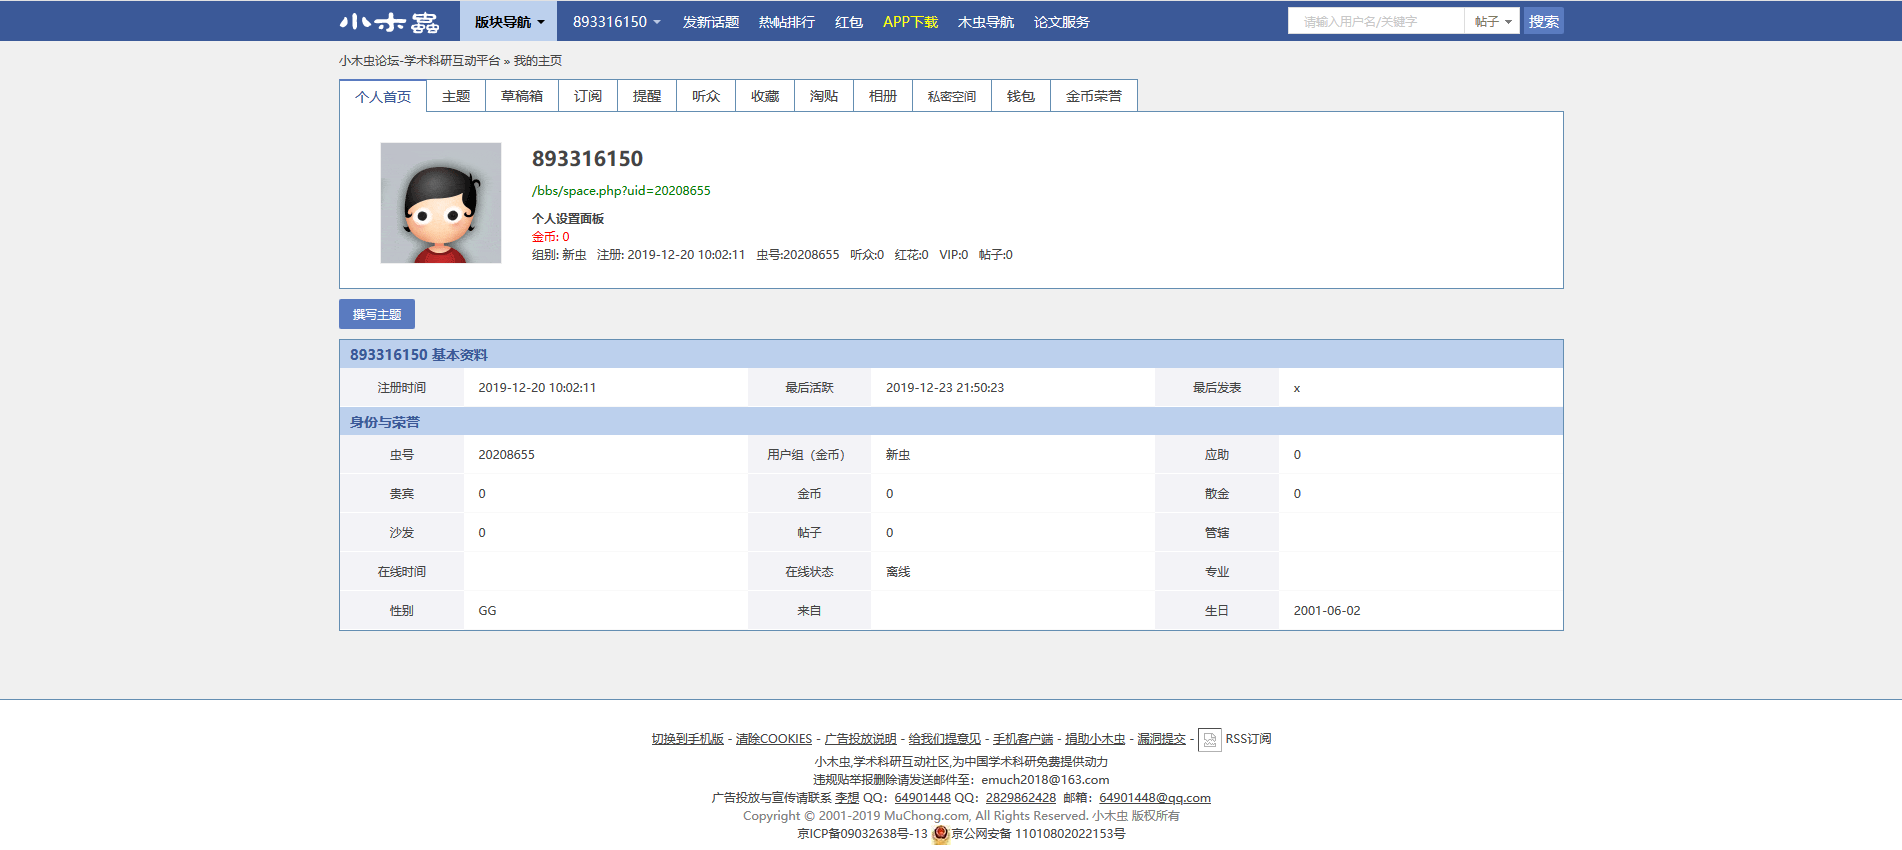 小木虫 版块导航 893316150 发新话题 热帖排行 红包 APP下载 木虫导航 论文服务 请输入用户名/关键字 帖子 搜索
小木虫论坛-学术科研互动平台 » 我的主页
个人首页 主题 草稿箱 订阅 提醒 听众 收藏 淘贴 相册 私密空间 钱包 金币荣誉
893316150
/bbs/space.php?uid=20208655
个人设置面板
金币: 0
组别: 新虫 注册: 2019-12-20 10:02:11 虫号:20208655 听众:0 红花:0 VIP:0 帖子:0
撰写主题
893316150 基本资料
注册时间 2019-12-20 10:02:11 最后活跃 2019-12-23 21:50:23 最后发表 x
身份与荣誉
虫号 20208655 用户组（金币） 新虫 应助 0
贵宾 0 金币 0 散金 0
沙发 0 帖子 0 管辖
在线时间 在线状态 离线 专业
性别 GG 来自 生日 2001-06-02
切换到手机版 - 清除COOKIES - 广告投放说明 - 给我们提意见 - 手机客户端 - 捐助小木虫 - 漏洞提交 - RSS订阅
小木虫,学术科研互动社区,为中国学术科研免费提供动力
违规贴举报删除请发送邮件至：emuch2018@163.com
广告投放与宣传请联系 李想 QQ：64901448 QQ：2829862428 邮箱：64901448@qq.com
Copyright © 2001-2019 MuChong.com, All Rights Reserved. 小木虫 版权所有
京ICP备09032638号-13 京公网安备 11010802022153号